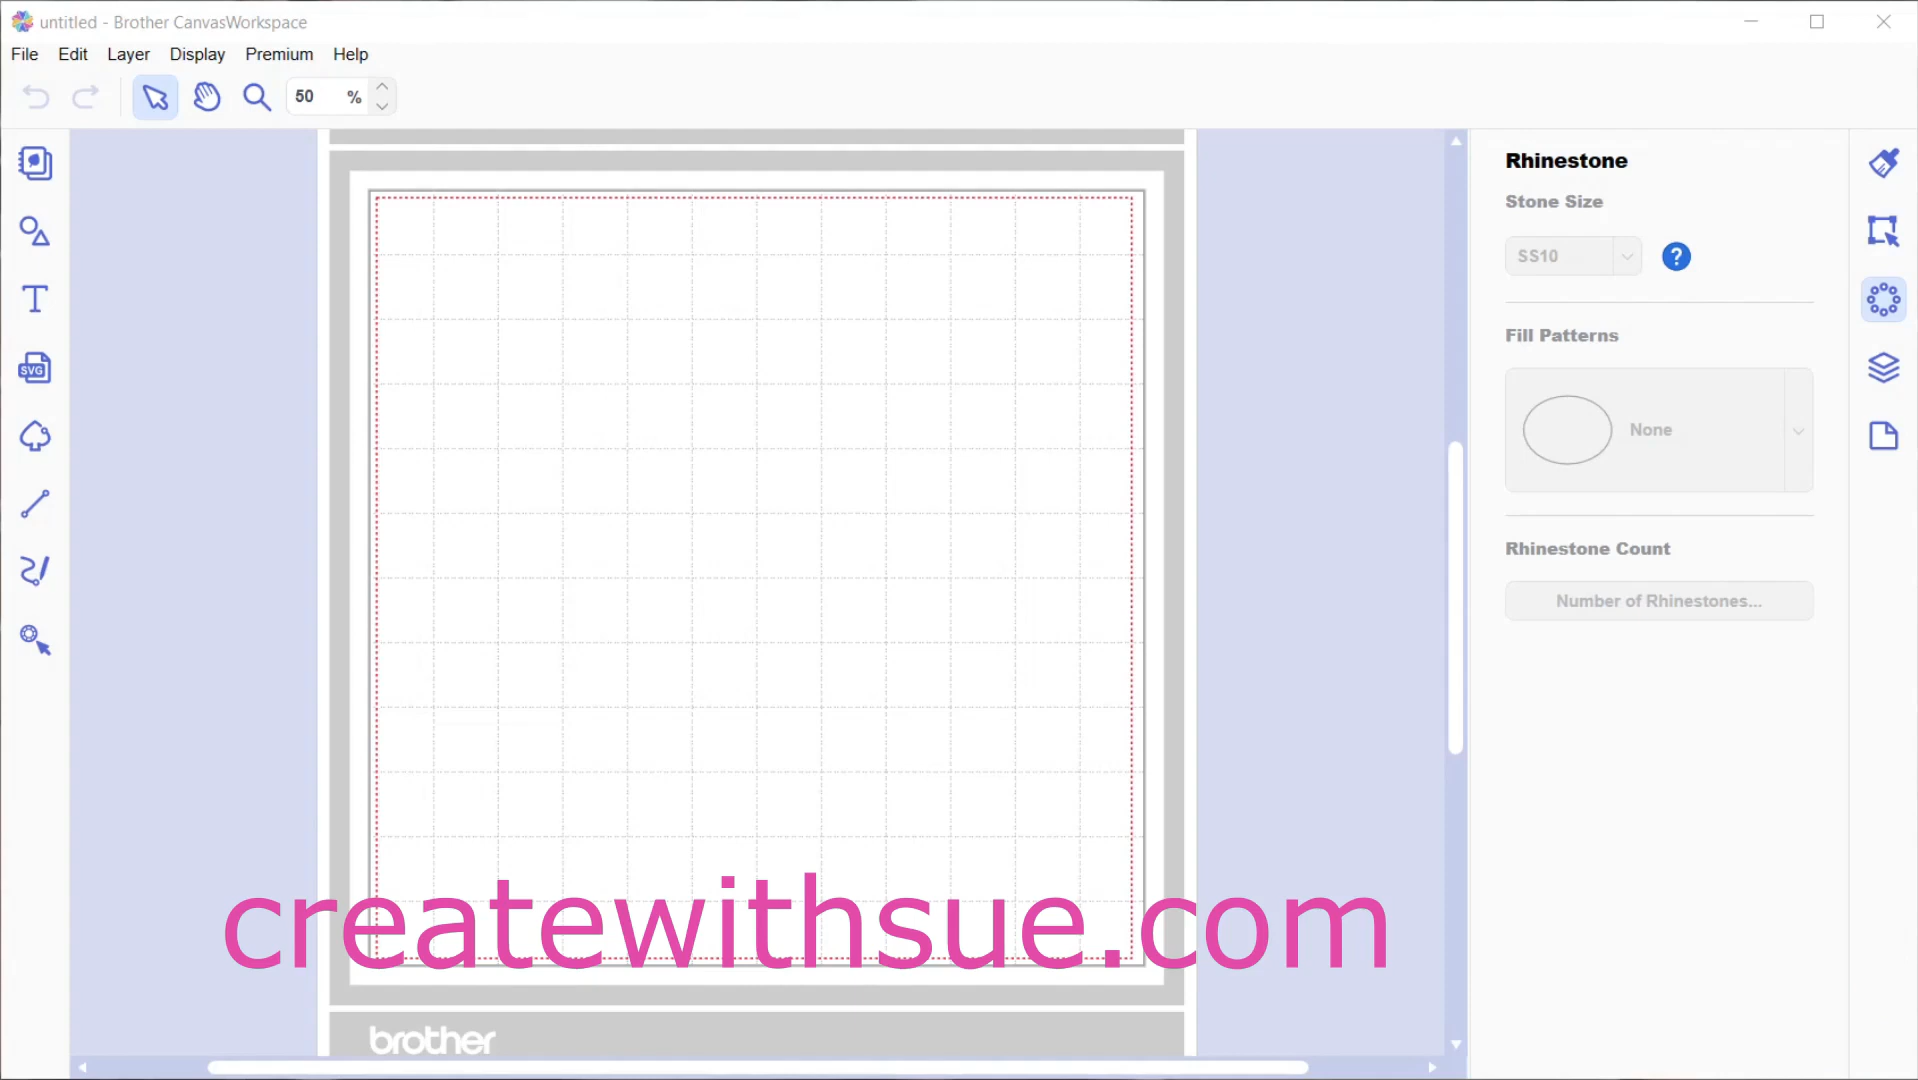 untitled - Brother CanvasWorkspace
File Edit Layer Display Premium Help
50 %
Rhinestone
Stone Size
SS10
?
Fill Patterns
None
SVG
Rhinestone Count
Number of Rhinestones...
createwithsue.com
brother